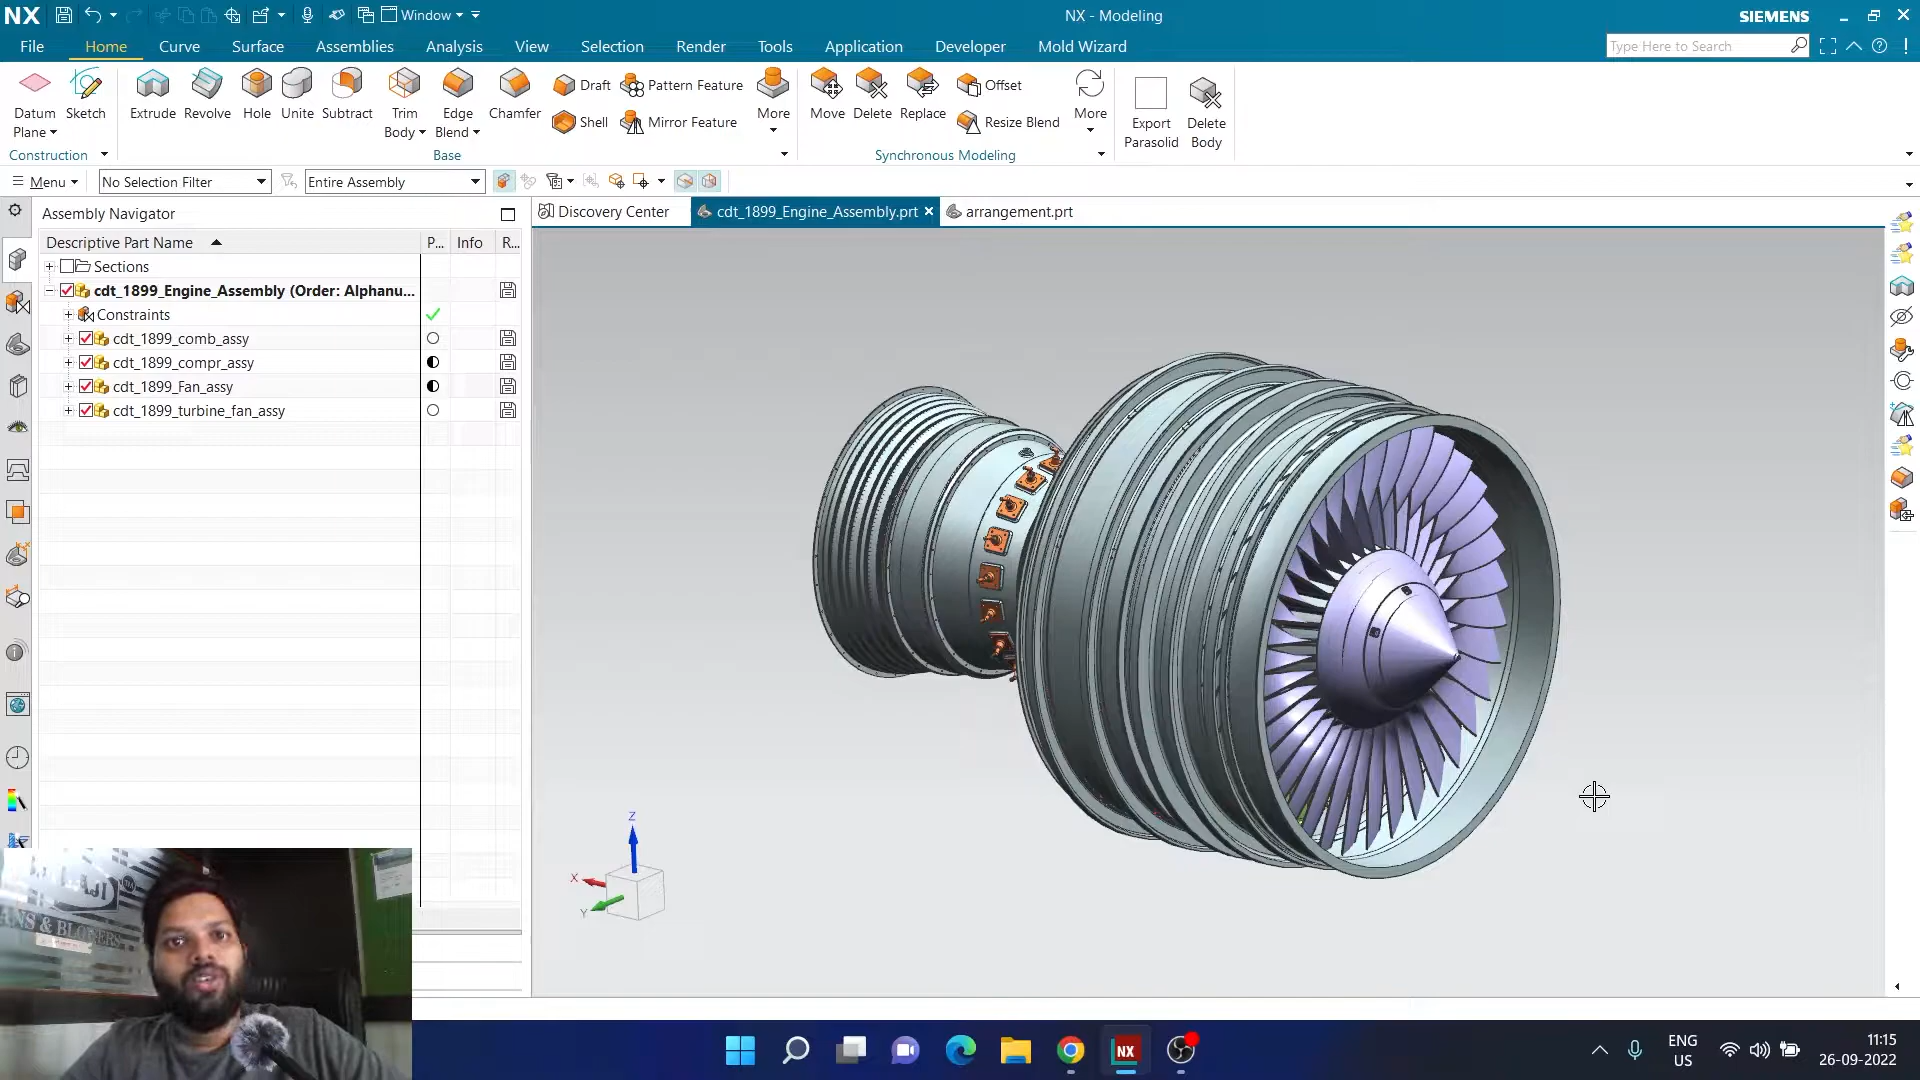 NX
Window
NX - Modeling
SIEMENS
File
Home
Curve
Surface
Assemblies
Analysis
View
Selection
Render
Tools
Application
Developer
Mold Wizard
Type Here to Search
Datum
Plane
Sketch
Extrude
Revolve
Hole
Unite
Subtract
Trim
Body
Edge
Blend
Chamfer
Draft
Shell
Pattern Feature
Mirror Feature
More
Move
Delete
Replace
Offset
Resize Blend
More
Export
Parasolid
Delete
Body
Construction
Base
Synchronous Modeling
Menu
No Selection Filter
Entire Assembly
Assembly Navigator
Discovery Center
cdt_1899_Engine_Assembly.prt
arrangement.prt
Descriptive Part Name
P...
Info
R...
Sections
cdt_1899_Engine_Assembly (Order: Alphanu...
Constraints
cdt_1899_comb_assy
cdt_1899_compr_assy
cdt_1899_Fan_assy
cdt_1899_turbine_fan_assy
Z
X
Y
ANS & BLOWERS
NX
ENG
US
11:15
26-09-2022